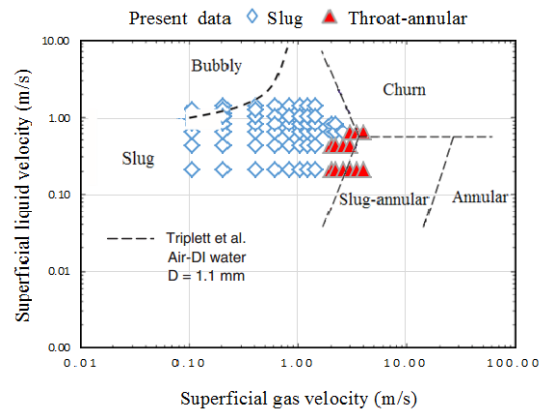 Present data Slug Throat-annular
10.00
1.00
0.10
0.01
0.00
Superficial liquid velocity (m/s)
Bubbly
Churn
Slug
Slug-annular
Annular
Triplett et al.
Air-DI water
D = 1.1 mm
0.01 0.10 1.00 10.00 100.00
Superficial gas velocity (m/s)